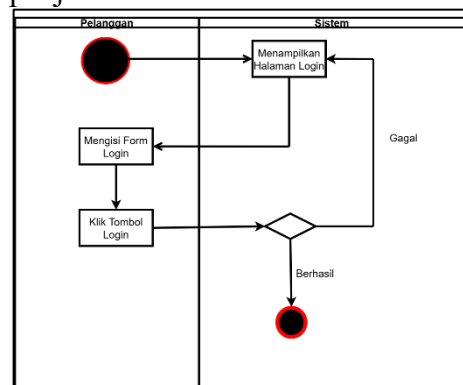 Pelanggan
Sistem
Menampilkan
Halaman Login
Gagal
Mengisi Form
Login
Klik Tombol
Login
Berhasil